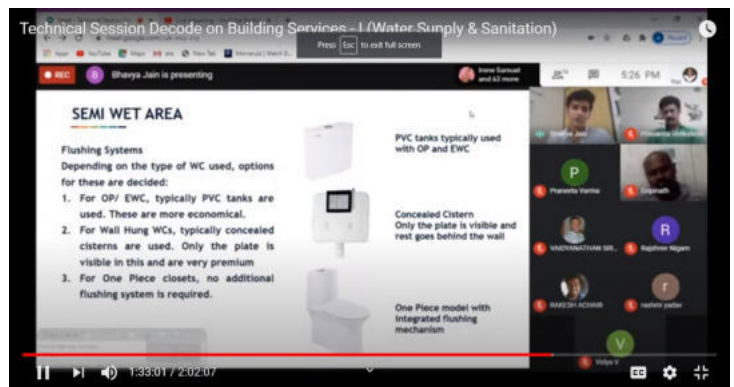 Technical Session Decode on Building Services - I (Water Supply & Sanitation)
Press Esc to exit full screen
REC
B
Bhavya Jain is presenting
Irene Samuel
and 62 more
5:26 PM
SEMI WET AREA
Flushing Systems
Depending on the type of WC used, options
for these are decided:
1. For OP/ EWC, typically PVC tanks are
used. These are more economical.
2. For Wall Hung WCs, typically concealed
cisterns are used. Only the plate is
visible in this and are very premium
3. For One Piece closets, no additional
flushing system is required.
PVC tanks typically used
with OP and EWC
Concealed Cistern
Only the plate is visible and
rest goes behind the wall
One Piece model with
integrated flushing
mechanism
P
Praneeta Varma
Gopinath
R
VAIDYANATHAN
Rajshree Nigam
r
RAKESH ACHARI
rashmi yadav
V
Vidya V
1:33:01 / 2:02:07
CC